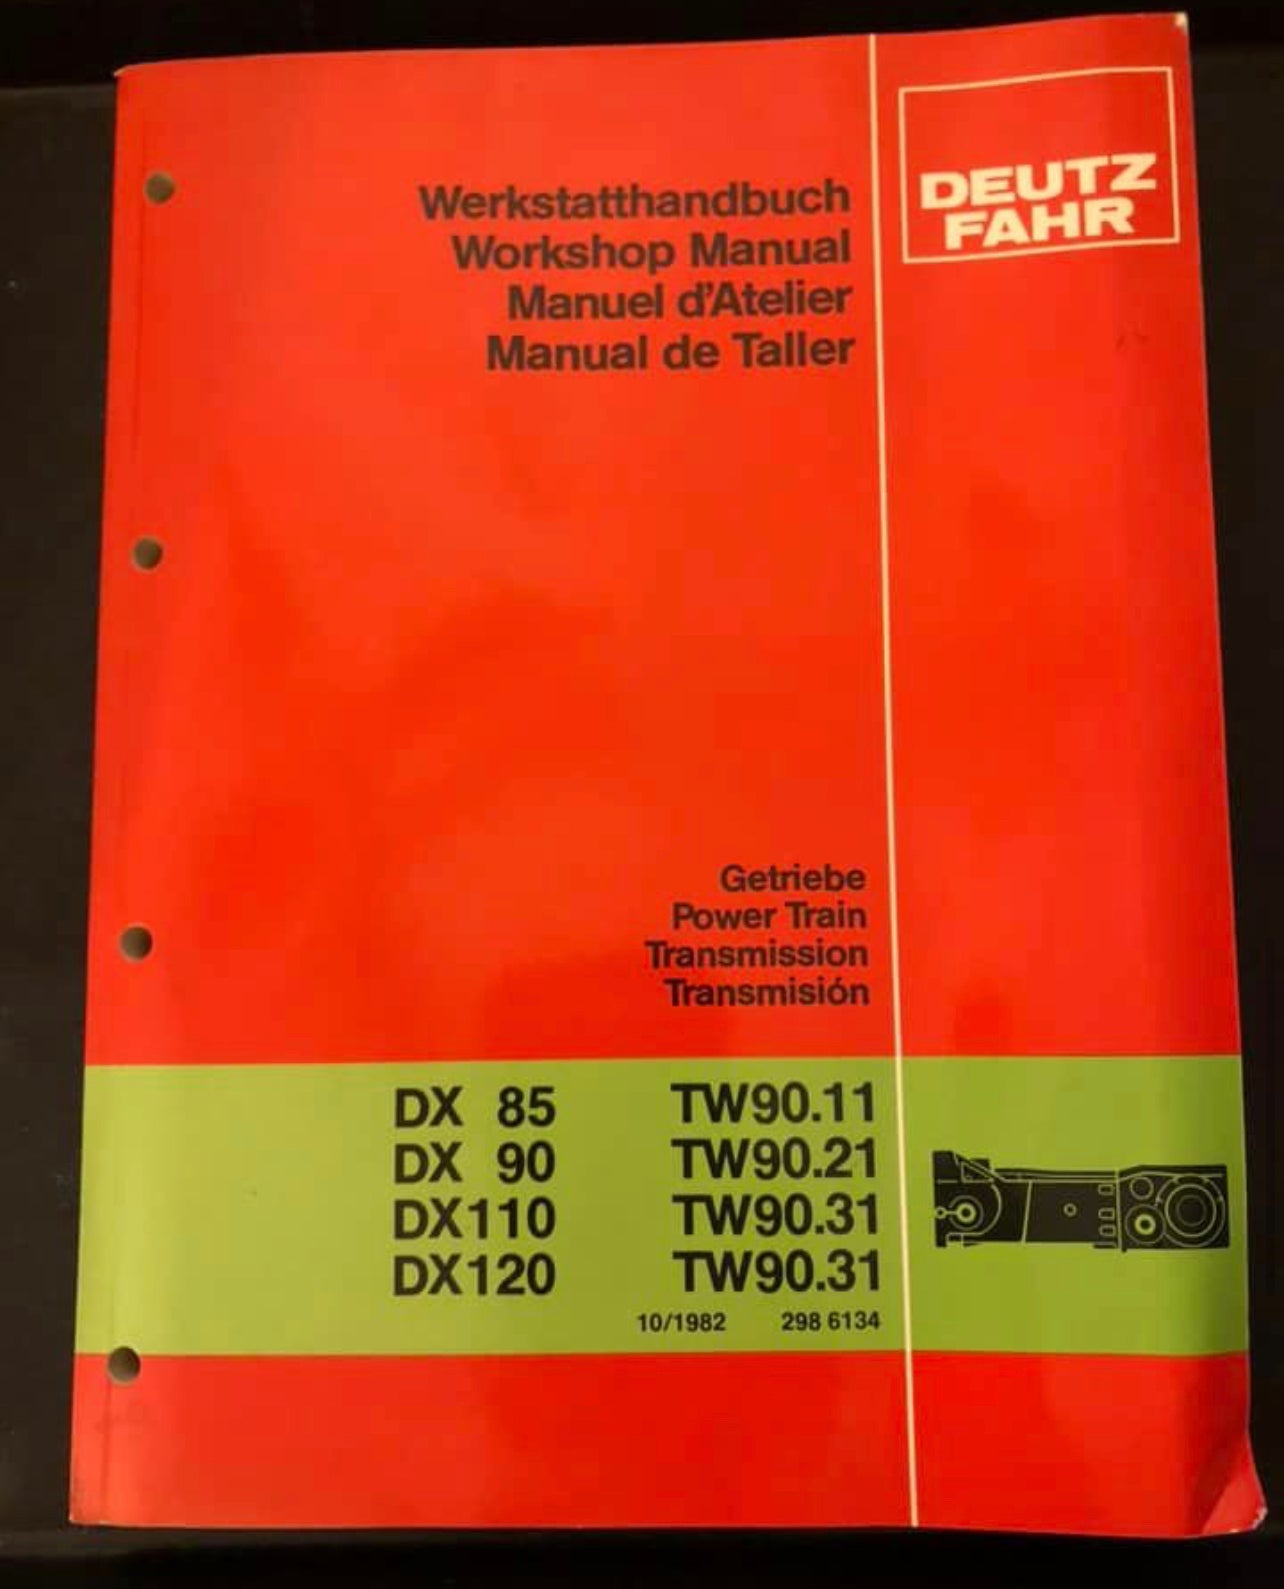 DEUTZ
FAHR
Werkstatthandbuch
Workshop Manual
Manuel d'Atelier
Manual de Taller
Getriebe
Power Train
Transmission
Transmisión
DX 85 TW90.11
DX 90 TW90.21
DX110 TW90.31
DX120 TW90.31
10/1982 298 6134